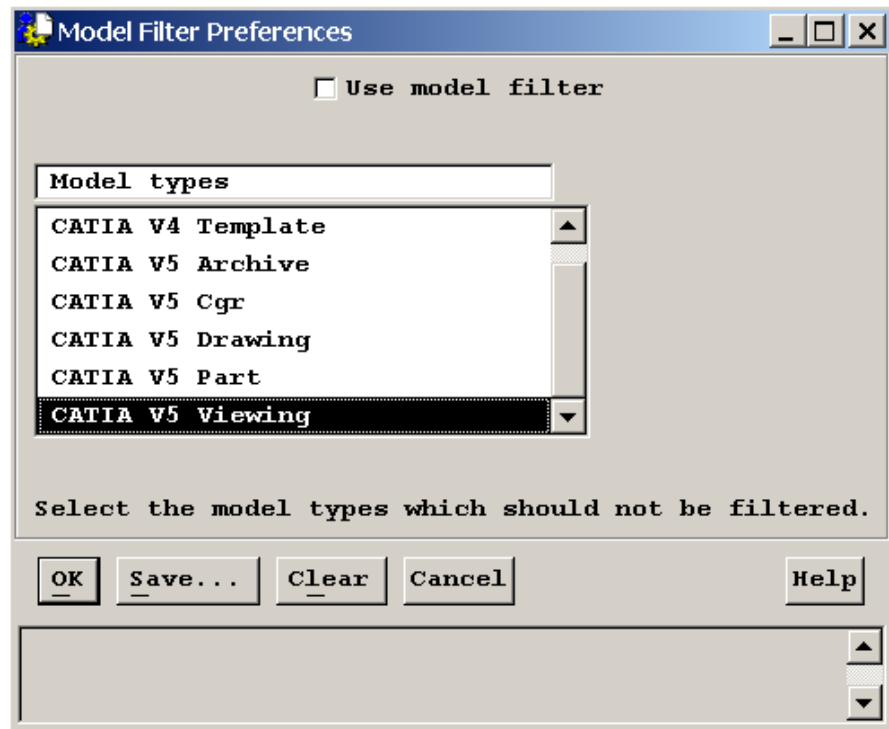 Model Filter Preferences
Use model filter
Model types
CATIA V4 Template
CATIA V5 Archive
CATIA V5 Cgr
CATIA V5 Drawing
CATIA V5 Part
CATIA V5 Viewing
Select the model types which should not be filtered.
OK Save... Clear Cancel Help